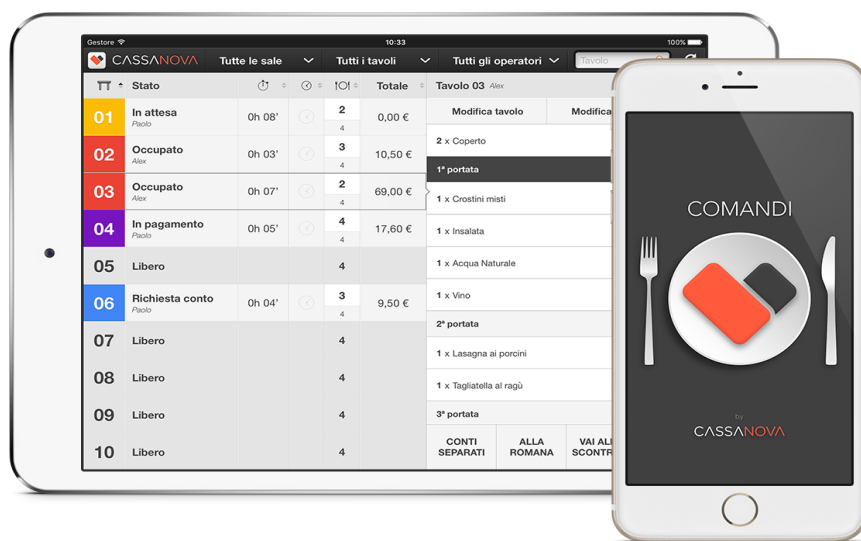 Gestore 10:33 100%
CASSANOVA Tutte le sale Tutti i tavoli Tutti gli operatori Tavolo
Stato Totale Tavolo 03 Alex
01 In attesa Paolo 0h 08' 2 4 0,00 €
Modifica tavolo Modifica
2 x Coperto
02 Occupato Alex 0h 03' 3 4 10,50 €
1ª portata
03 Occupato Alex 0h 07' 2 4 69,00 €
1 x Crostini misti
04 In pagamento Paolo 0h 05' 4 4 17,60 €
1 x Insalata
05 Libero 4
1 x Acqua Naturale
06 Richiesta conto Paolo 0h 04' 3 4 9,50 €
1 x Vino
2ª portata
07 Libero 4
1 x Lasagna ai porcini
08 Libero 4
1 x Tagliatella al ragù
09 Libero 4
3ª portata
10 Libero 4
CONTI SEPARATI
ALLA ROMANA
VAI AL
SCONTR
COMANDI
by
CASSANOVA